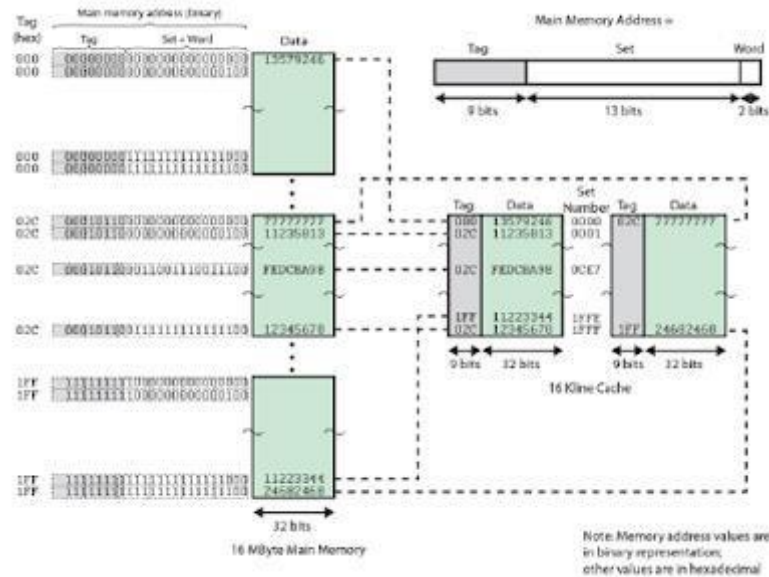 Main memory address (binary)
Tag
(hex)
Tag
Set + Word
Data
000
000
13579246
000
000
02C
77777777
02C
11235813
02C
FEDCBA98
02C
12345678
1FF
1FF
1FF
11223344
1FF
24682468
32 bits
16 MByte Main Memory
Main Memory Address =
Tag
Set
Word
9 bits
13 bits
2 bits
Tag
Data
Set
Number
Tag
Data
000
13579246
0000
02C
77777777
02C
11235813
0001
02C
FEDCBA98
0CE7
1FF
11223344
1FFE
02C
12345678
1FFF
1FF
24682468
9 bits
32 bits
9 bits
32 bits
16 Kline Cache
Note: Memory address values are
in binary representation;
other values are in hexadecimal